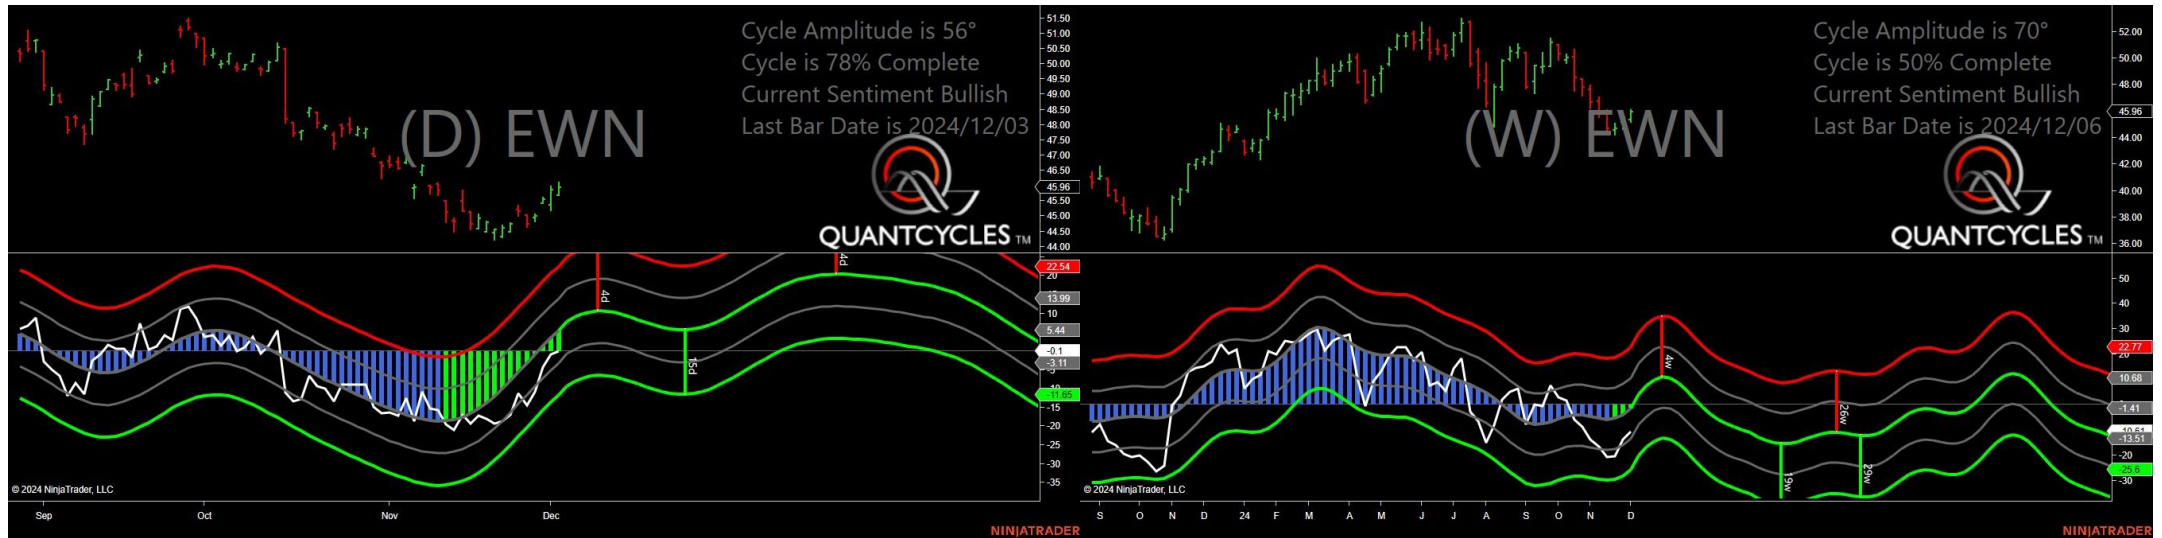 Cycle Amplitude is 56°
Cycle is 78% Complete
Current Sentiment Bullish
Last Bar Date is 2024/12/03
(D) EWN
QUANTCYCLES TM
51.50
51.00
50.50
50.00
49.50
49.00
48.50
48.00
47.50
47.00
46.50
45.96
45.50
45.00
44.50
44.00
4d
4d
15d
22.54
20
13.99
10
5.44
-0.1
-3.11
-11.65
-15
-20
-25
-30
-35
© 2024 NinjaTrader, LLC
Sep Oct Nov Dec
NINJATRADER
Cycle Amplitude is 70°
Cycle is 50% Complete
Current Sentiment Bullish
Last Bar Date is 2024/12/06
(W) EWN
QUANTCYCLES TM
52.00
50.00
48.00
45.96
44.00
42.00
40.00
38.00
36.00
4w
26w
19w
29w
50
40
30
22.77
20
10.68
-1.41
-13.51
-20
-25.6
-30
© 2024 NinjaTrader, LLC
S O N D 24 F M A M J J A S O N D
NINJATRADER